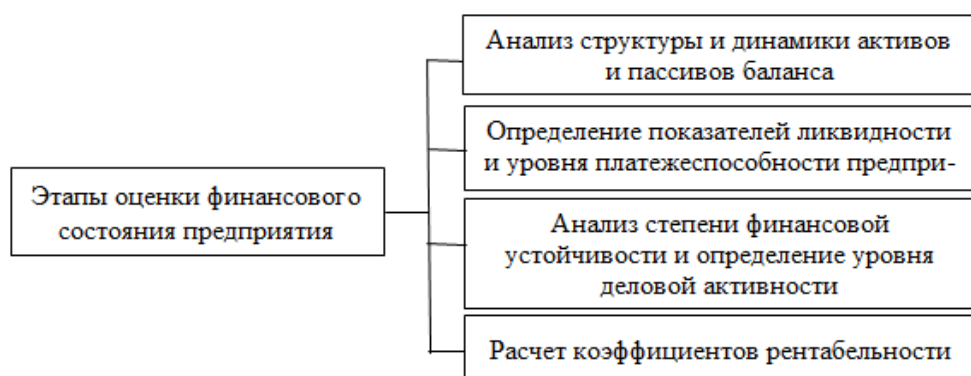 Анализ структуры и динамики активов
и пассивов баланса
Определение показателей ликвидности
и уровня платежеспособности предпри-
Этапы оценки финансового
состояния предприятия
Анализ степени финансовой
устойчивости и определение уровня
деловой активности
Расчет коэффициентов рентабельности